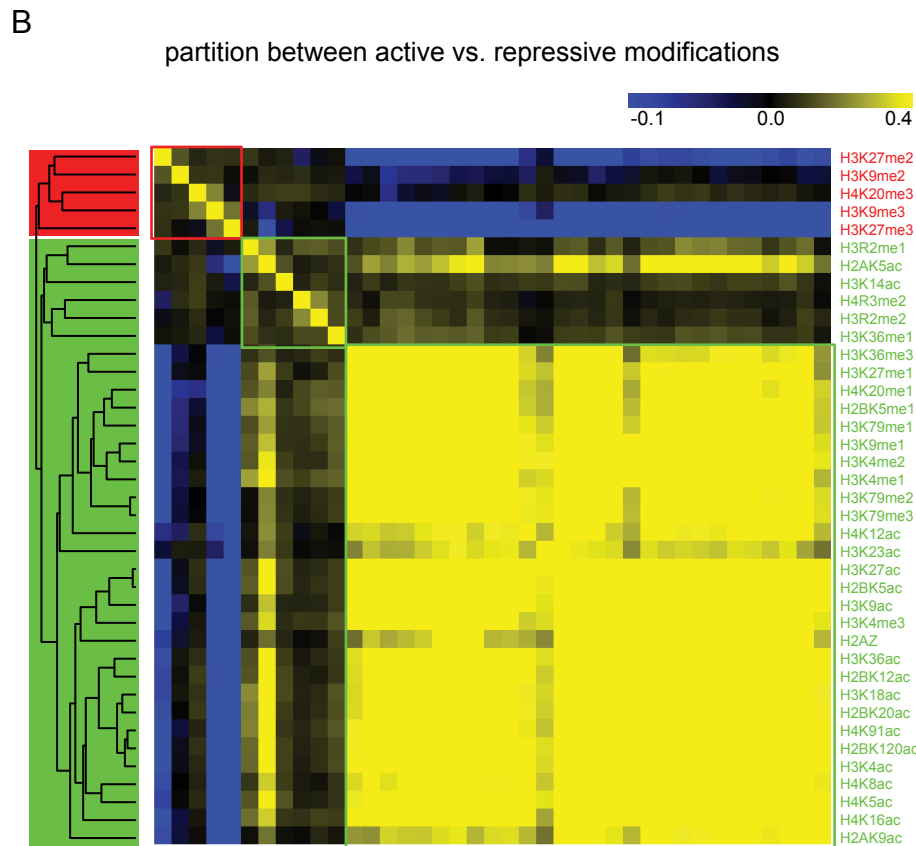 B
partition between active vs. repressive modifications
-0.1 0.0 0.4
H3K27me2
H3K9me2
H4K20me3
H3K9me3
H3K27me3
H3R2me1
H2AK5ac
H3K14ac
H4R3me2
H3R2me2
H3K36me1
H3K36me3
H3K27me1
H4K20me1
H2BK5me1
H3K79me1
H3K9me1
H3K4me2
H3K4me1
H3K79me2
H3K79me3
H4K12ac
H3K23ac
H3K27ac
H2BK5ac
H3K9ac
H3K4me3
H2AZ
H3K36ac
H2BK12ac
H3K18ac
H2BK20ac
H4K91ac
H2BK120ac
H3K4ac
H4K8ac
H4K5ac
H4K16ac
H2AK9ac